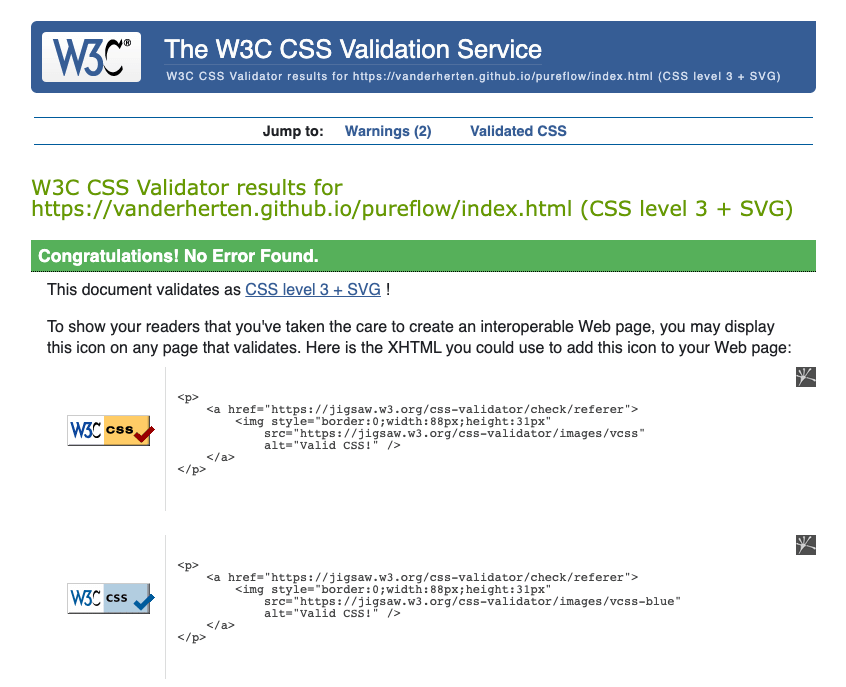 W3C®
The W3C CSS Validation Service
W3C CSS Validator results for https://vanderherten.github.io/pureflow/index.html (CSS level 3 + SVG)
Jump to: Warnings (2) Validated CSS
W3C CSS Validator results for
https://vanderherten.github.io/pureflow/index.html (CSS level 3 + SVG)
Congratulations! No Error Found.
This document validates as CSS level 3 + SVG !
To show your readers that you've taken the care to create an interoperable Web page, you may display
this icon on any page that validates. Here is the XHTML you could use to add this icon to your Web page:
W3C css
<p>
    <a href="https://jigsaw.w3.org/css-validator/check/referer">
        <img style="border:0;width:88px;height:31px"
            src="https://jigsaw.w3.org/css-validator/images/vcss"
            alt="Valid CSS!" />
    </a>
</p>
W3C css
<p>
    <a href="https://jigsaw.w3.org/css-validator/check/referer">
        <img style="border:0;width:88px;height:31px"
            src="https://jigsaw.w3.org/css-validator/images/vcss-blue"
            alt="Valid CSS!" />
    </a>
</p>